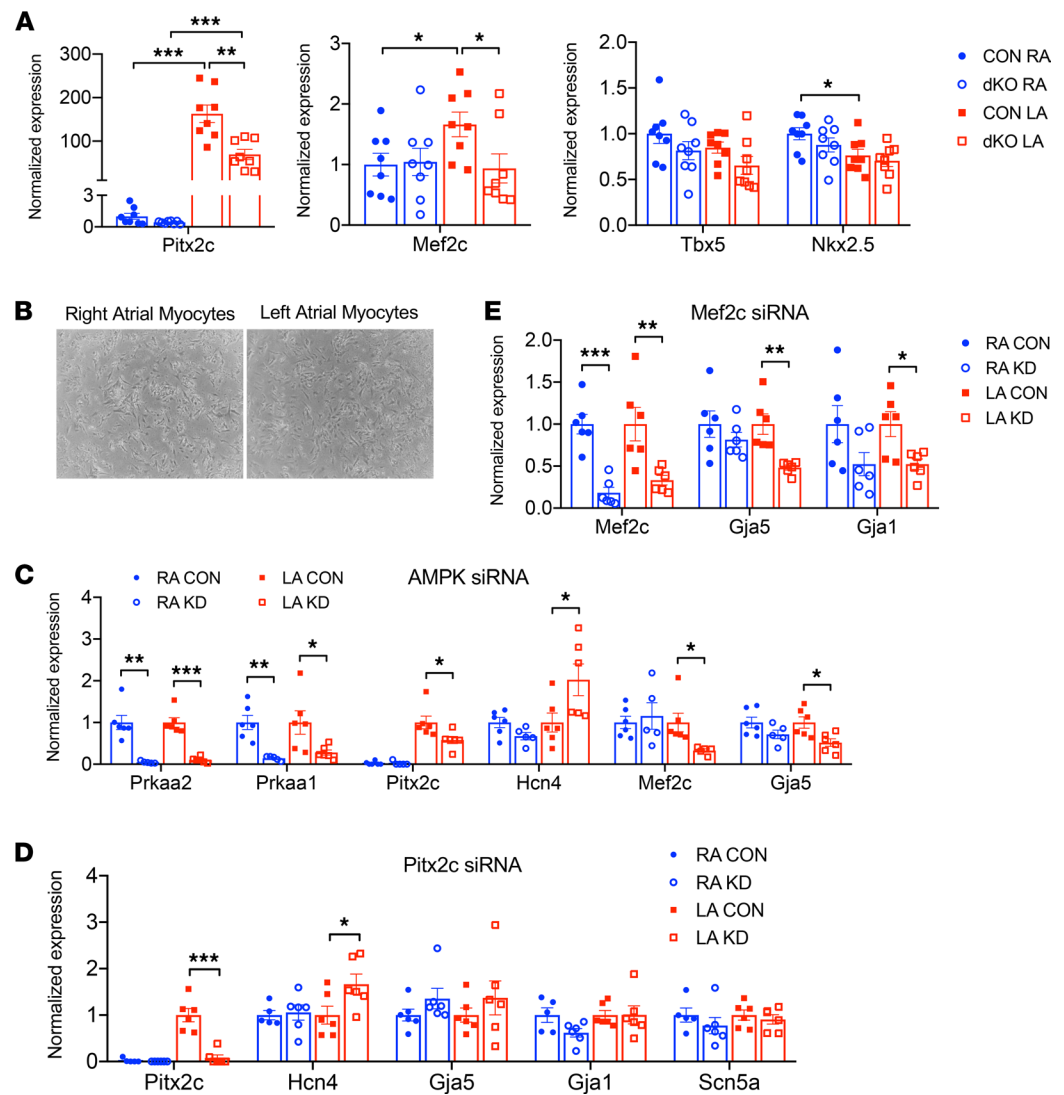 A
Normalized expression
300
200
100
3
0
***
***
**
Pitx2c
Normalized expression
3
2
1
0
*
*
Mef2c
Normalized expression
2.0
1.5
1.0
0.5
0.0
*
Tbx5
Nkx2.5
CON RA
dKO RA
CON LA
dKO LA
B
Right Atrial Myocytes
Left Atrial Myocytes
E
Mef2c siRNA
Normalized expression
2.0
1.5
1.0
0.5
0.0
***
**
**
*
Mef2c
Gja5
Gja1
RA CON
RA KD
LA CON
LA KD
C
RA CON
RA KD
LA CON
LA KD
AMPK siRNA
Normalized expression
4
3
2
1
0
**
***
**
*
*
*
*
*
Prkaa2
Prkaa1
Pitx2c
Hcn4
Mef2c
Gja5
D
Pitx2c siRNA
Normalized expression
4
3
2
1
0
***
*
Pitx2c
Hcn4
Gja5
Gja1
Scn5a
RA CON
RA KD
LA CON
LA KD